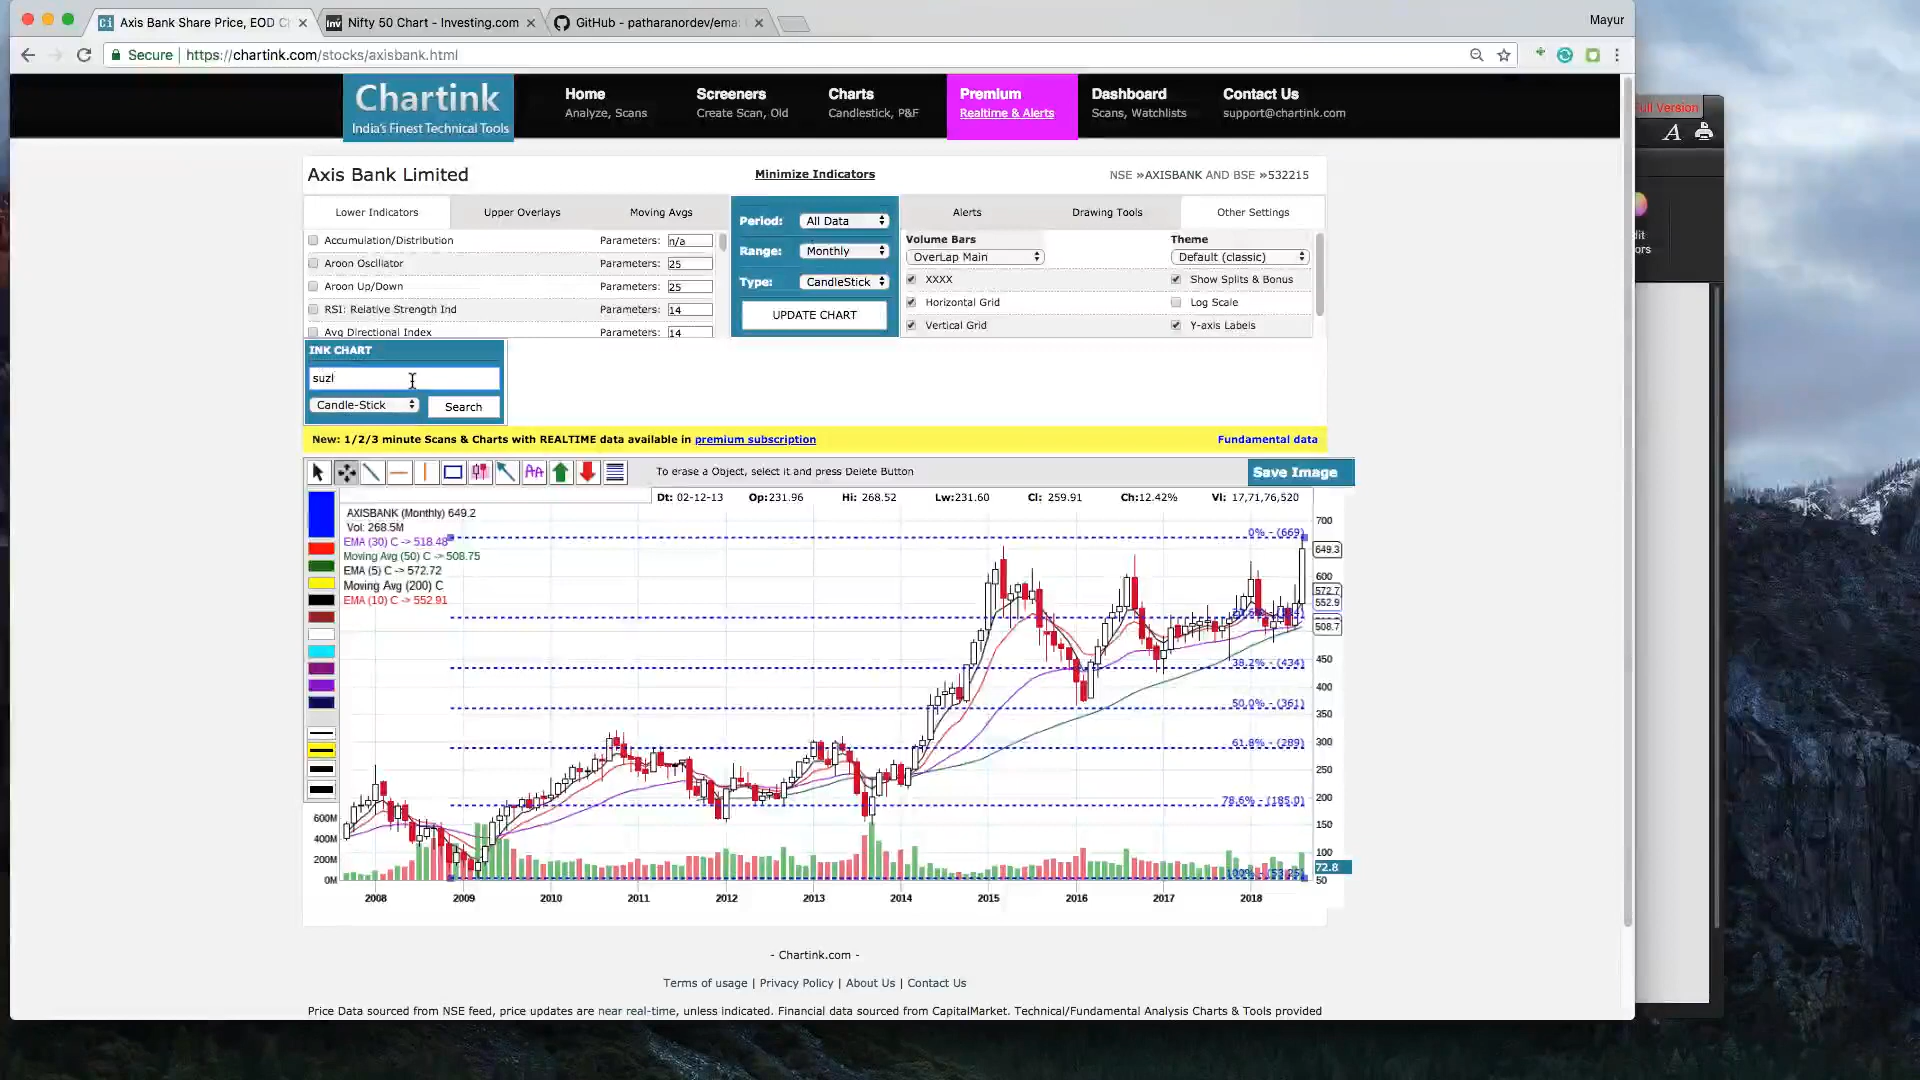 Axis Bank Share Price, EOD C
Nifty 50 Chart - Investing.com
GitHub - patharanordev/ema:
Mayur
Secure https://chartink.com/stocks/axisbank.html
Chartink
India's Finest Technical Tools
Home
Analyze, Scans
Screeners
Create Scan, Old
Charts
Candlestick, P&F
Premium
Realtime & Alerts
Dashboard
Scans, Watchlists
Contact Us
support@chartink.com
Full Version
Axis Bank Limited
Minimize Indicators
NSE »AXISBANK AND BSE »532215
Lower Indicators
Upper Overlays
Moving Avgs
Accumulation/Distribution Parameters: n/a
Aroon Oscillator Parameters: 25
Aroon Up/Down Parameters: 25
RSI: Relative Strength Ind Parameters: 14
Avg Directional Index Parameters: 14
Period: All Data
Range: Monthly
Type: CandleStick
UPDATE CHART
Alerts
Drawing Tools
Other Settings
Volume Bars
OverLap Main
XXXX
Horizontal Grid
Vertical Grid
Theme
Default (classic)
Show Splits & Bonus
Log Scale
Y-axis Labels
INK CHART
suzl
Candle-Stick
Search
New: 1/2/3 minute Scans & Charts with REALTIME data available in premium subscription
Fundamental data
To erase a Object, select it and press Delete Button
Save Image
Dt: 02-12-13 Op:231.96 Hi: 268.52 Lw:231.60 Cl: 259.91 Ch:12.42% Vl: 17,71,76,520
AXISBANK (Monthly) 649.2
Vol: 268.5M
EMA (30) C -> 518.48
Moving Avg (50) C -> 508.75
EMA (5) C -> 572.72
Moving Avg (200) C
EMA (10) C -> 552.91
0% - (669)
38.2% - (434)
50.0% - (361)
61.8% - (289)
78.6% - (185.0)
100% - (53.25)
700
649.3
600
572.7
552.9
508.7
450
400
350
300
250
200
150
100
72.8
50
600M
400M
200M
0M
2008 2009 2010 2011 2012 2013 2014 2015 2016 2017 2018
- Chartink.com -
Terms of usage | Privacy Policy | About Us | Contact Us
Price Data sourced from NSE feed, price updates are near real-time, unless indicated. Financial data sourced from CapitalMarket. Technical/Fundamental Analysis Charts & Tools provided